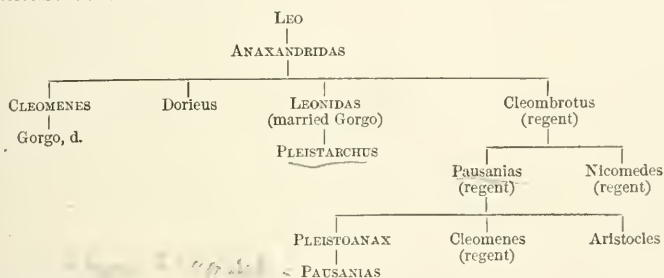 LEO
ANAXANDRIDAS
CLEOMENES Dorieus LEONIDAS Cleombrotus
(married Gorgo) (regent)
Gorgo, d.
PLEISTARCHUS
Pausanias Nicomedes
(regent) (regent)
PLEISTOANAX Cleomenes Aristocles
(regent)
PAUSANIAS